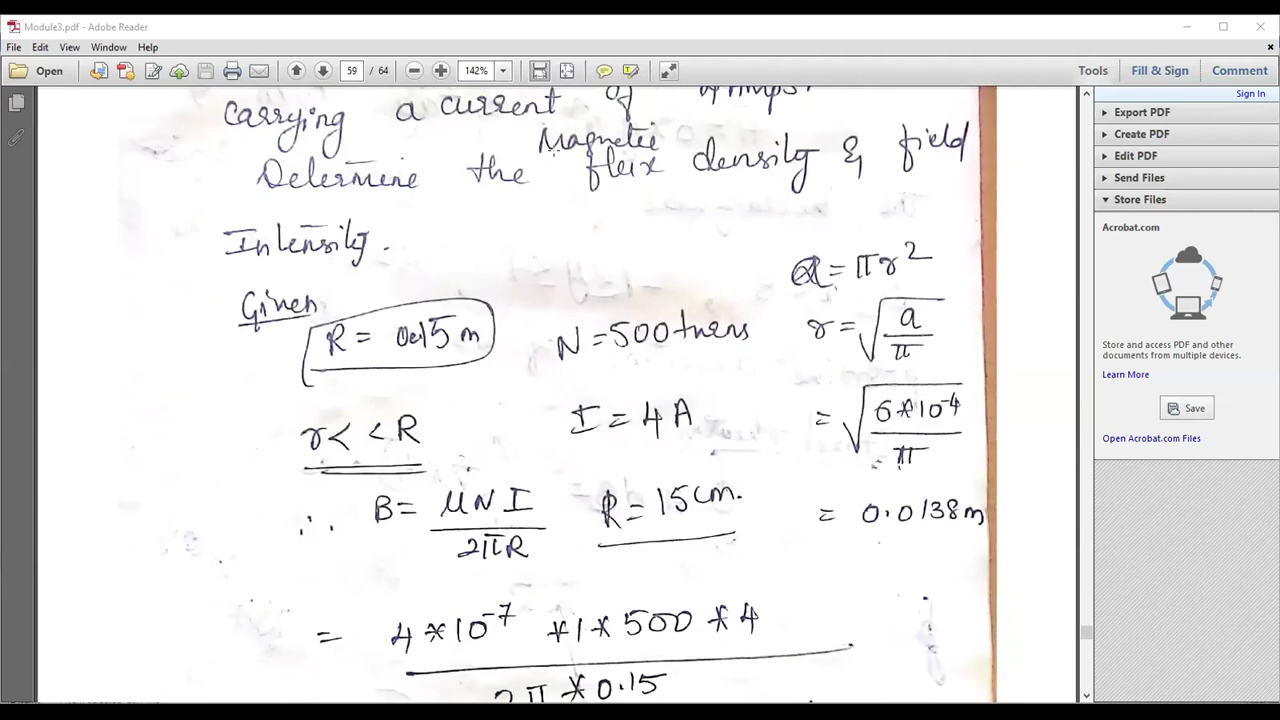 Module3.pdf - Adobe Reader
File Edit View Window Help
Open 59 / 64 142% Tools Fill & Sign Comment
Sign In
carrying a current of 4Amps.
Magnetic
Determine the flux density & field
Intensity.
Given
R = 0.15 m N = 500 turns
a = πr²
r = √(a/π)
r < < R I = 4 A
= √(6*10⁻⁴/π)
∴ B = μNI/2πR R = 15 cm.
= 0.0138m
= 4*10⁻⁷ *1* 500 * 4
2π * 0.15
Export PDF
Create PDF
Edit PDF
Send Files
Store Files
Acrobat.com
Store and access PDF and other
documents from multiple devices.
Learn More
Save
Open Acrobat.com Files